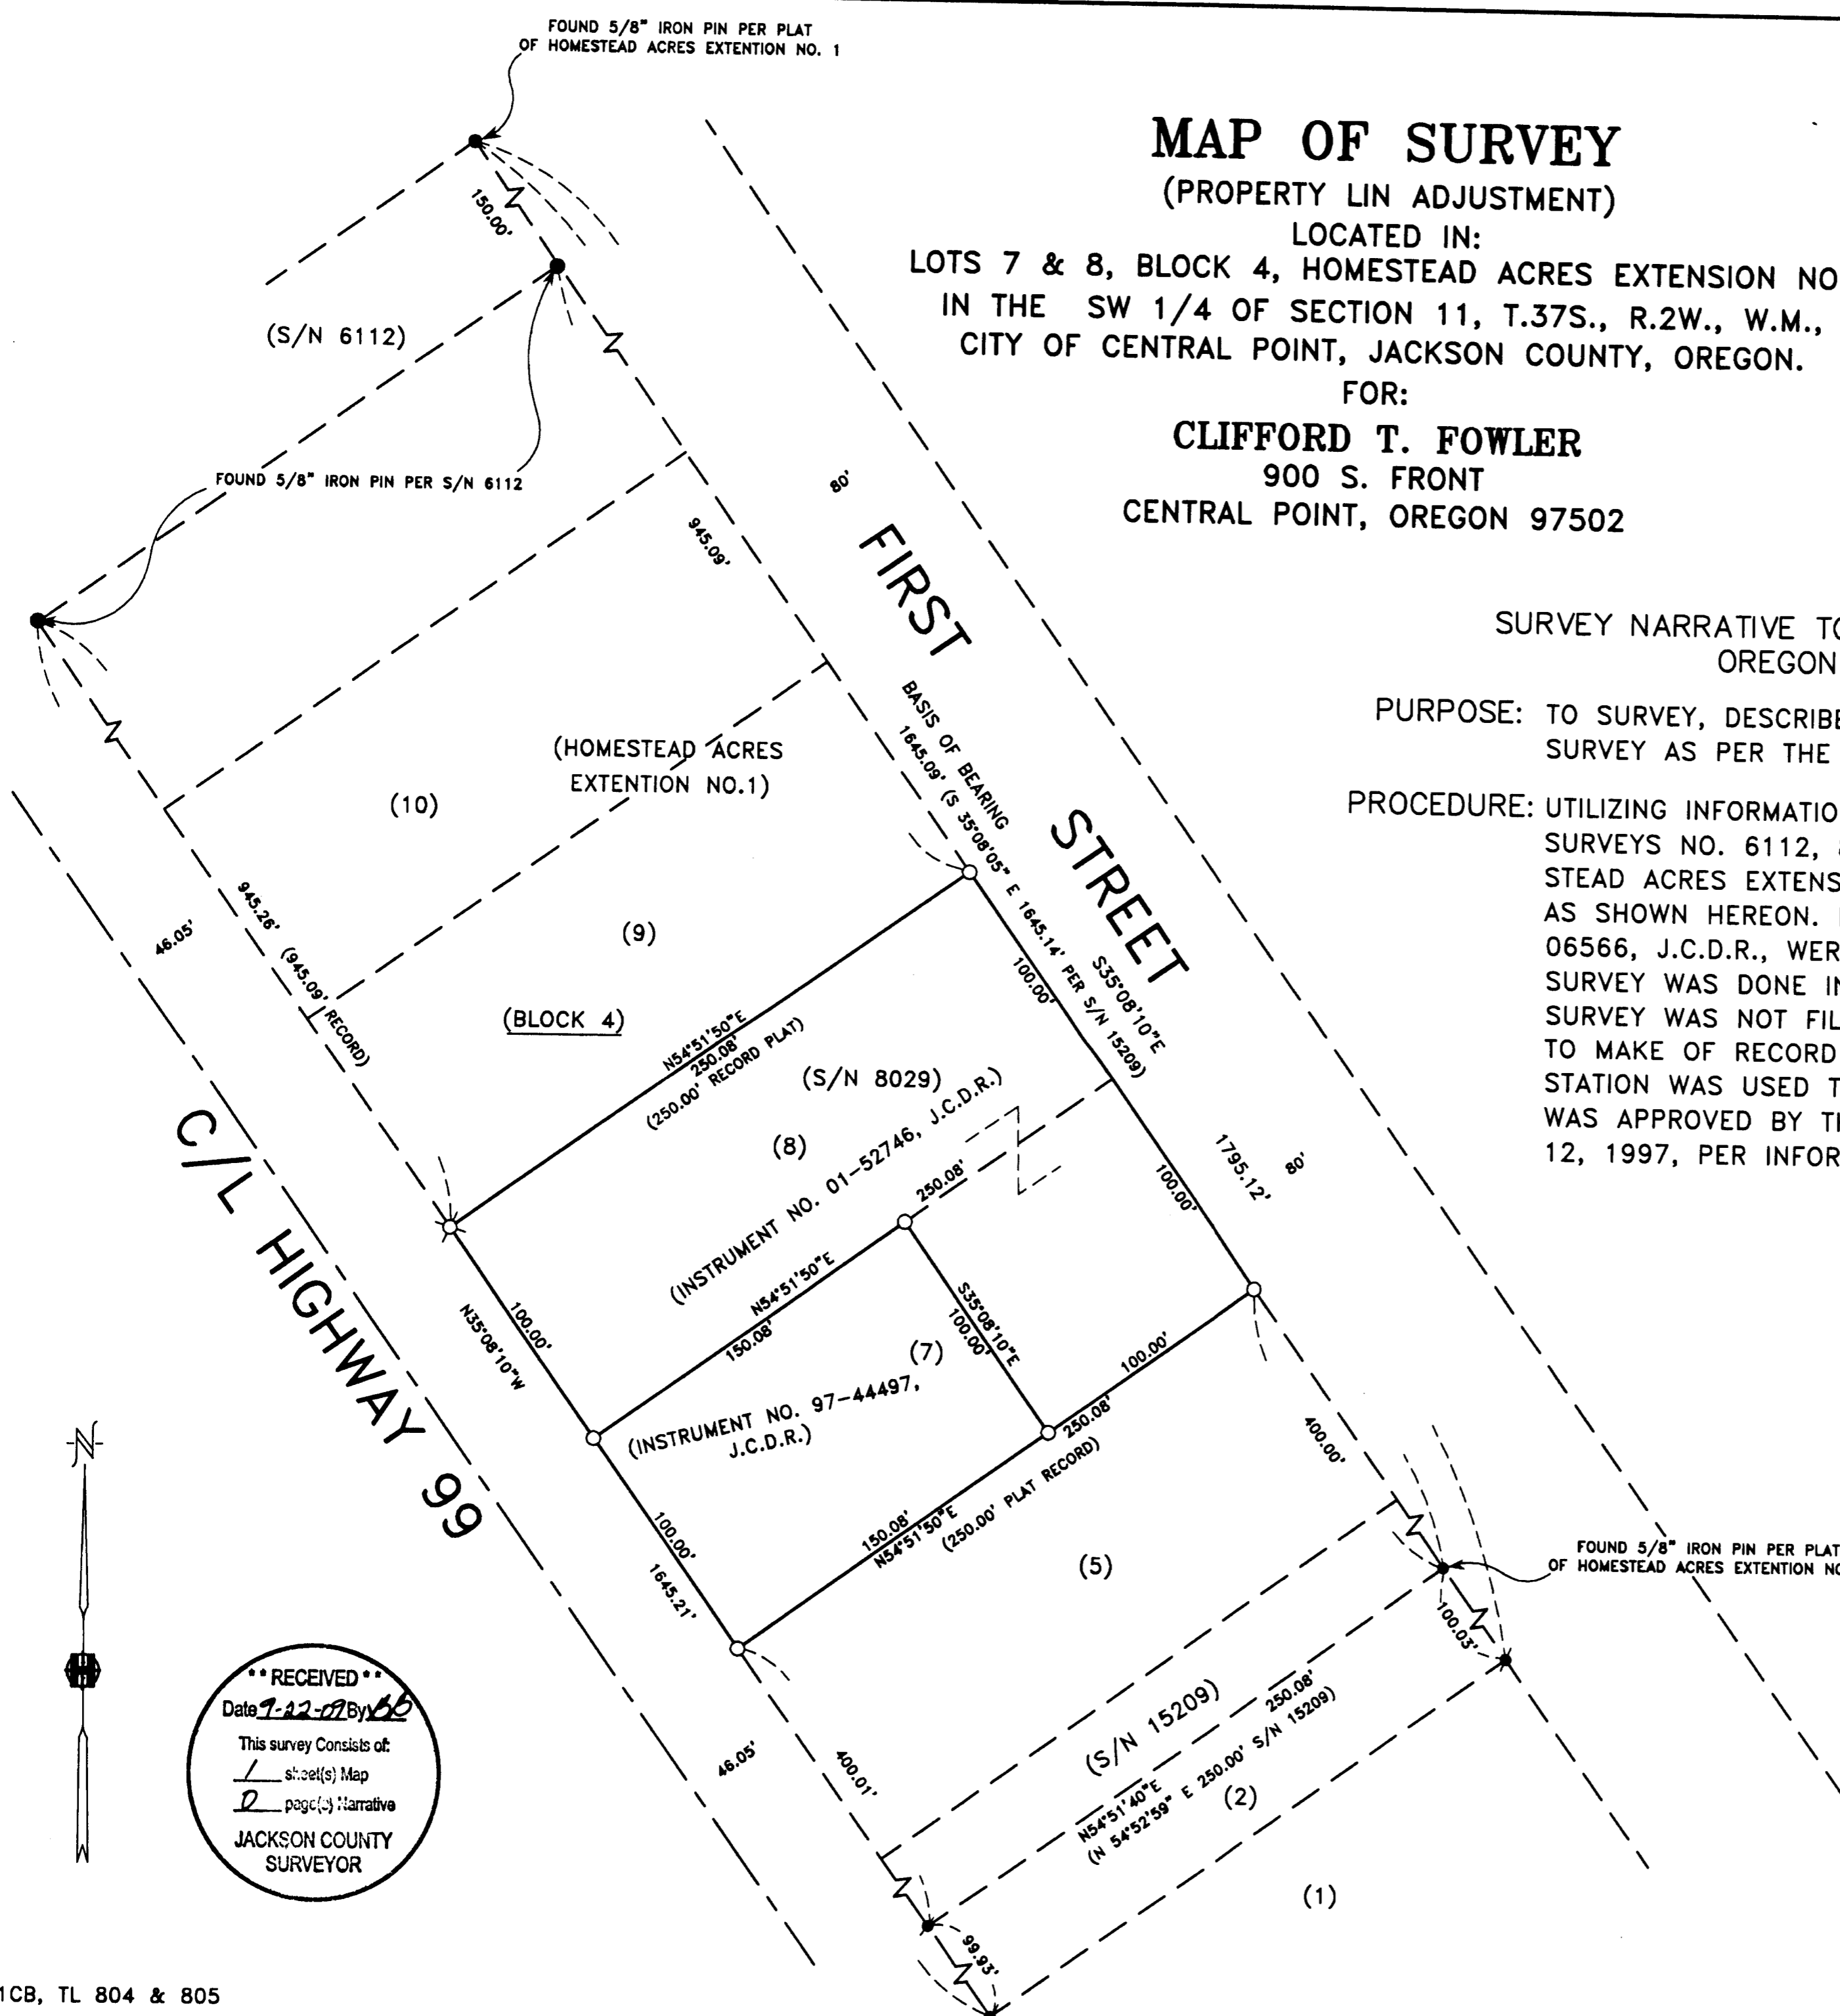 FOUND 5/8" IRON PIN PER PLAT
OF HOMESTEAD ACRES EXTENTION NO. 1
MAP OF SURVEY
(PROPERTY LIN ADJUSTMENT)
LOCATED IN:
LOTS 7 & 8, BLOCK 4, HOMESTEAD ACRES EXTENSION NO
IN THE SW 1/4 OF SECTION 11, T.37S., R.2W., W.M.,
CITY OF CENTRAL POINT, JACKSON COUNTY, OREGON.
FOR:
CLIFFORD T. FOWLER
900 S. FRONT
CENTRAL POINT, OREGON 97502
150.00'
(S/N 6112)
FOUND 5/8" IRON PIN PER S/N 6112
80'
945.09'
FIRST
STREET
SURVEY NARRATIVE TO
OREGON
PURPOSE: TO SURVEY, DESCRIBE
SURVEY AS PER THE
PROCEDURE: UTILIZING INFORMATIO
SURVEYS NO. 6112,
STEAD ACRES EXTENS
AS SHOWN HEREON.
06566, J.C.D.R., WER
SURVEY WAS DONE IN
SURVEY WAS NOT FIL
TO MAKE OF RECORD
STATION WAS USED T
WAS APPROVED BY TH
12, 1997, PER INFOR
BASIS OF BEARING
1645.09' (S 35°08'05" E 1645.14' PER S/N 15209)
(HOMESTEAD ACRES
EXTENTION NO.1)
(10)
945.26' (945.09' RECORD)
46.05'
(9)
(BLOCK 4)
S35°08'10"E
100.00'
N54°51'50"E
250.08'
(250.00' RECORD PLAT)
(S/N 8029)
(8)
(INSTRUMENT NO. 01-52746, J.C.D.R.)
250.08'
1795.12'
80'
100.00'
C/L HIGHWAY 99
100.00'
N35°08'10"W
N54°51'50"E
150.08'
S35°08'10"E
100.00'
(7)
100.00'
(INSTRUMENT NO. 97-44497,
J.C.D.R.)
250.08'
(250.00' PLAT RECORD)
150.08'
N54°51'50"E
400.00'
N
100.00'
1645.21'
(5)
FOUND 5/8" IRON PIN PER PLAT
OF HOMESTEAD ACRES EXTENTION NO
100.03'
(S/N 15209)
250.08'
N54°51'40"E
(N 54°52'59" E 250.00' S/N 15209)
(2)
46.05'
400.01'
(1)
99.93'
** RECEIVED **
Date 9-22-09 By BB
This survey Consists of:
1 sheet(s) Map
0 page(s) Narrative
JACKSON COUNTY
SURVEYOR
1CB, TL 804 & 805